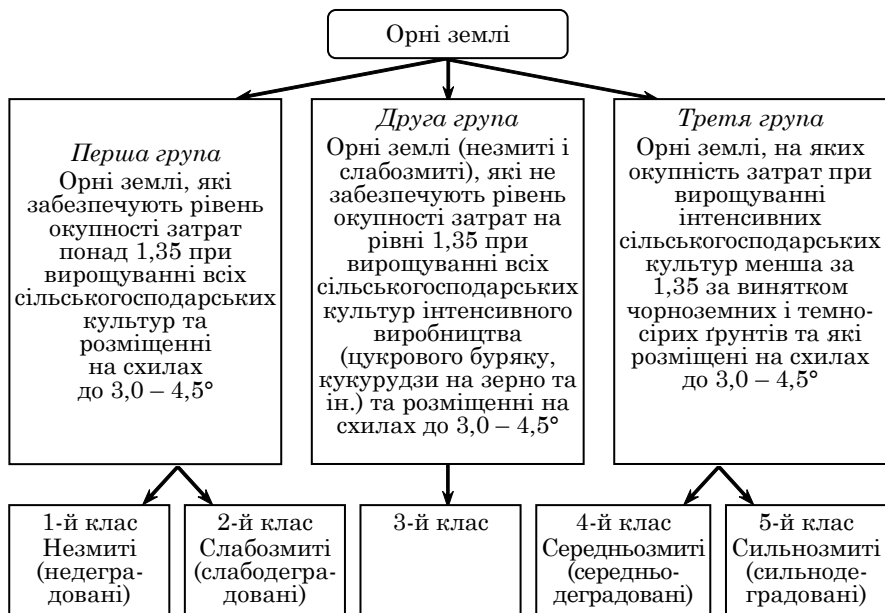 Орні землі
Перша група
Орні землі, які
забезпечують рівень
окупності затрат
понад 1,35 при
вирощуванні всіх
сільськогосподарських
культур та
розміщенні
на схилах
до 3,0 – 4,5°
Друга група
Орні землі (незмиті і
слабозмиті), які не
забезпечують рівень
окупності затрат на
рівні 1,35 при
вирощуванні всіх
сільськогосподарських
культур інтенсивного
виробництва
(цукрового буряку,
кукурудзи на зерно та
ін.) та розміщенні на
схилах до 3,0 – 4,5°
Третя група
Орні землі, на яких
окупність затрат при
вирощуванні
інтенсивних
сільськогосподарських
культур менша за
1,35 за винятком
чорноземних і темно-
сірих ґрунтів та які
розміщені на схилах
до 3,0 – 4,5°
1-й клас
Незмиті
(недегра-
довані)
2-й клас
Слабозмиті
(слабодегра-
довані)
3-й клас
4-й клас
Середньозмиті
(середньо-
деградовані)
5-й клас
Сильнозмиті
(сильноде-
градовані)